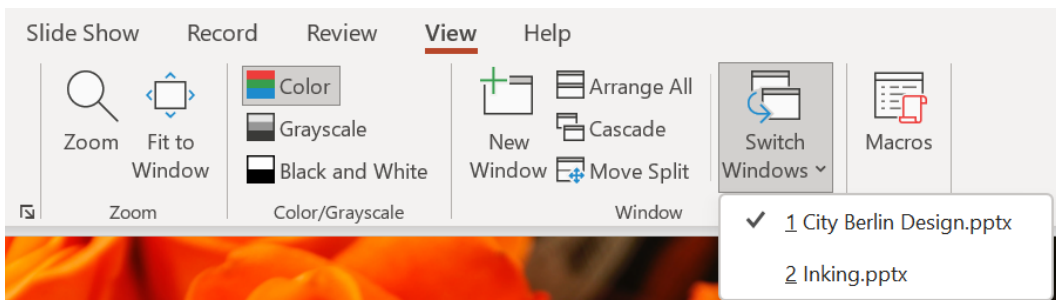 Slide Show Record Review View Help
Zoom
Fit to
Window
Zoom
Color
Grayscale
Black and White
Color/Grayscale
New
Window
Arrange All
Cascade
Move Split
Switch
Windows
Window
Macros
1 City Berlin Design.pptx
2 Inking.pptx